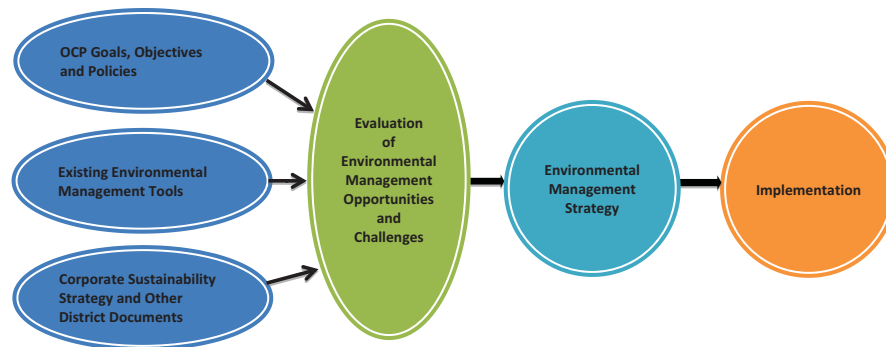 OCP Goals, Objectives
and Policies
Existing Environmental
Management Tools
Corporate Sustainability
Strategy and Other
District Documents
Evaluation
of
Environmental
Management
Opportunities
and
Challenges
Environmental
Management
Strategy
Implementation